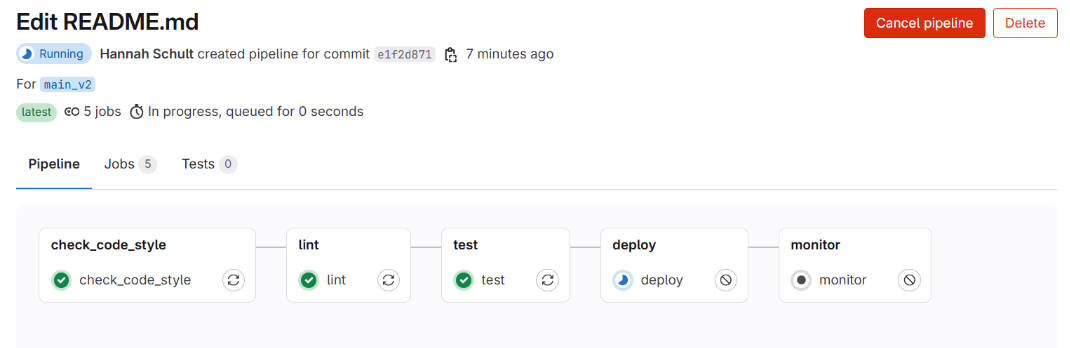 Edit README.md
Cancel pipeline
Delete
Running Hannah Schult created pipeline for commit e1f2d871 7 minutes ago
For main_v2
latest 5 jobs In progress, queued for 0 seconds
Pipeline Jobs 5 Tests 0
check_code_style lint test deploy monitor
check_code_style lint test deploy monitor